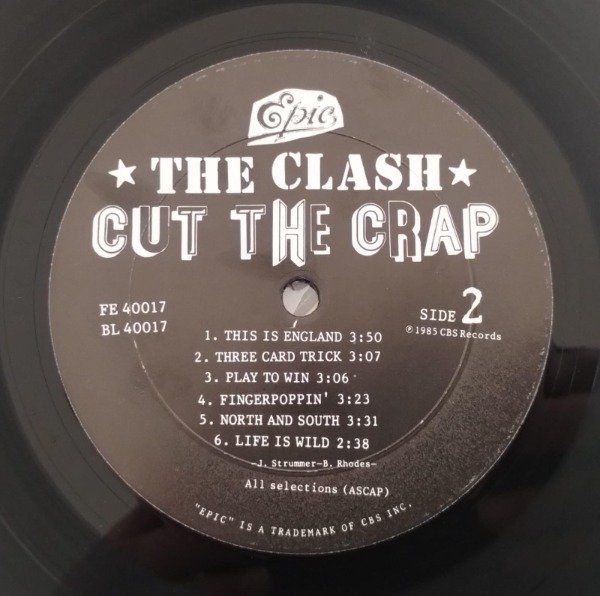 Epic
★ THE CLASH ★
CUT THE CRAP
FE 40017
BL 40017
SIDE 2
℗ 1985 CBS Records
1. THIS IS ENGLAND 3:50
2. THREE CARD TRICK 3:07
3. PLAY TO WIN 3:06
4. FINGERPOPPIN' 3:23
5. NORTH AND SOUTH 3:31
6. LIFE IS WILD 2:38
—J. Strummer—B. Rhodes—
All selections (ASCAP)
"EPIC" IS A TRADEMARK OF CBS INC.